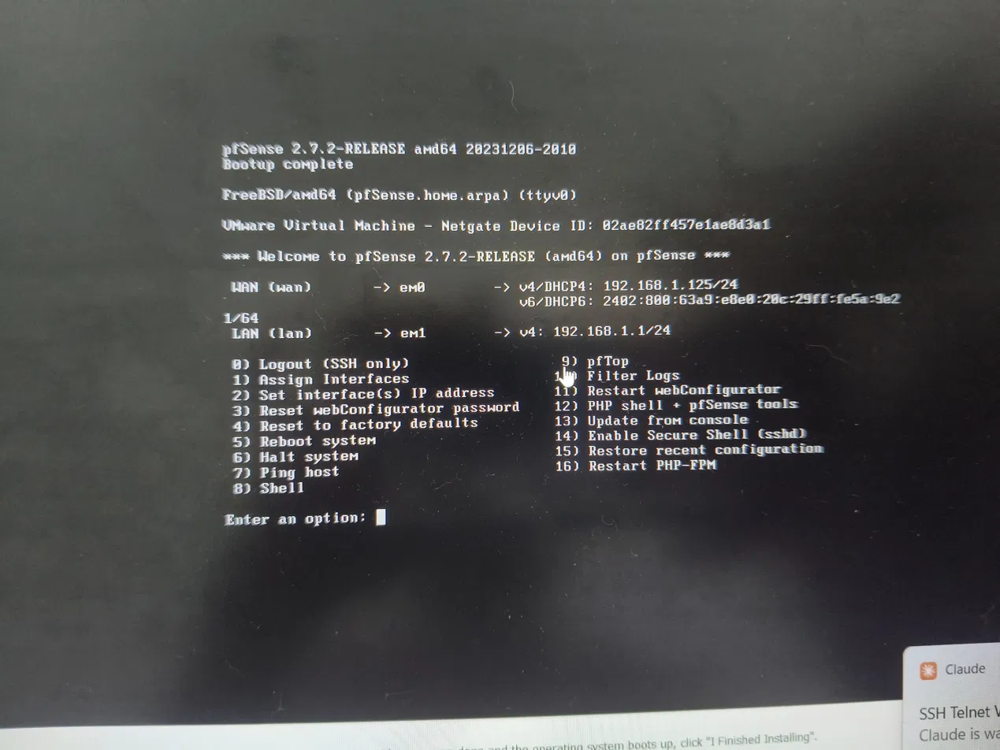 pfSense 2.7.2-RELEASE amd64 20231206-2010
Bootup complete
FreeBSD/amd64 (pfSense.home.arpa) (ttyv0)
VMware Virtual Machine - Netgate Device ID: 02ae82ff457e1ae8d3a1
*** Welcome to pfSense 2.7.2-RELEASE (amd64) on pfSense ***
WAN (wan) -> em0 -> v4/DHCP4: 192.168.1.125/24
v6/DHCP6: 2402:800:63a9:e8e0:20c:29ff:fe5a:9e2
1/64
LAN (lan) -> em1 -> v4: 192.168.1.1/24
0) Logout (SSH only) 9) pfTop
1) Assign Interfaces Filter Logs
2) Set interface(s) IP address 11) Restart webConfigurator
3) Reset webConfigurator password 12) PHP shell + pfSense tools
4) Reset to factory defaults 13) Update from console
5) Reboot system 14) Enable Secure Shell (sshd)
6) Halt system 15) Restore recent configuration
7) Ping host 16) Restart PHP-FPM
8) Shell
Enter an option:
Claude
SSH Telnet
Claude is
and the operating system boots up, click "I Finished Installing".